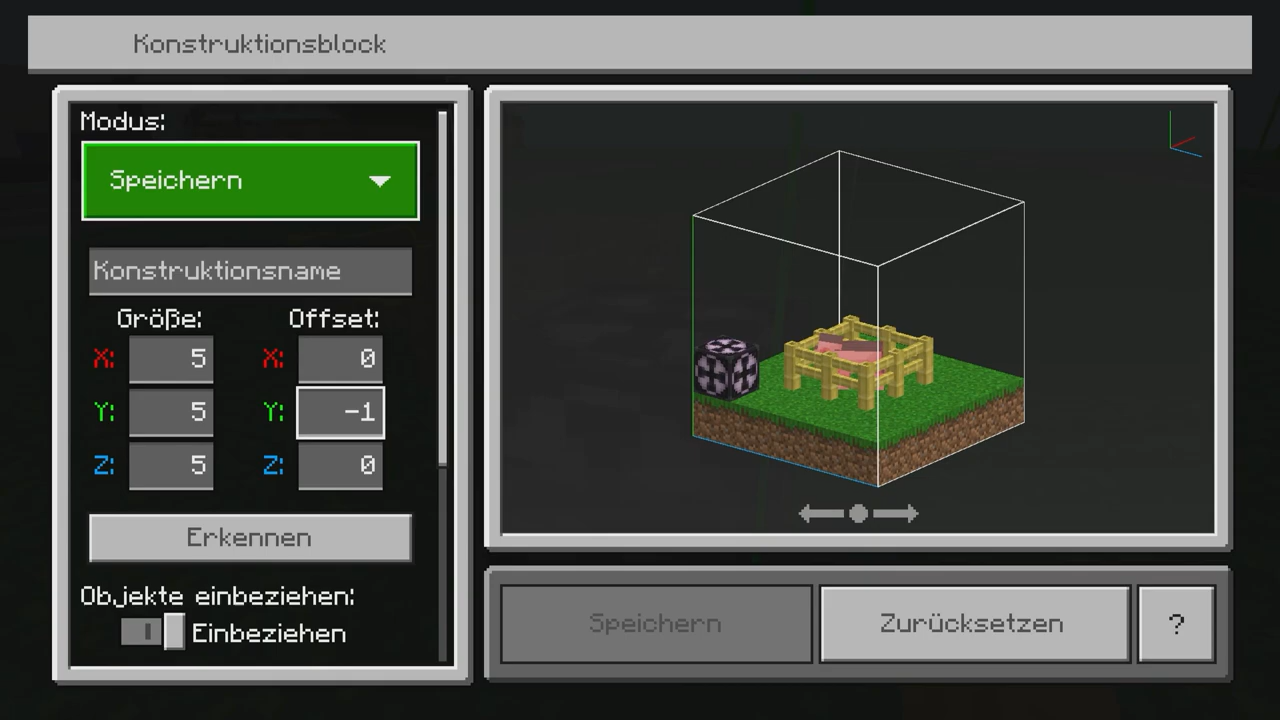 Konstruktionsblock
Modus:
Speichern
Konstruktionsname
Größe: Offset:
X: 5 X: 0
Y: 5 Y: -1
Z: 5 Z: 0
Erkennen
Objekte einbeziehen:
Einbeziehen
Speichern Zurücksetzen ?